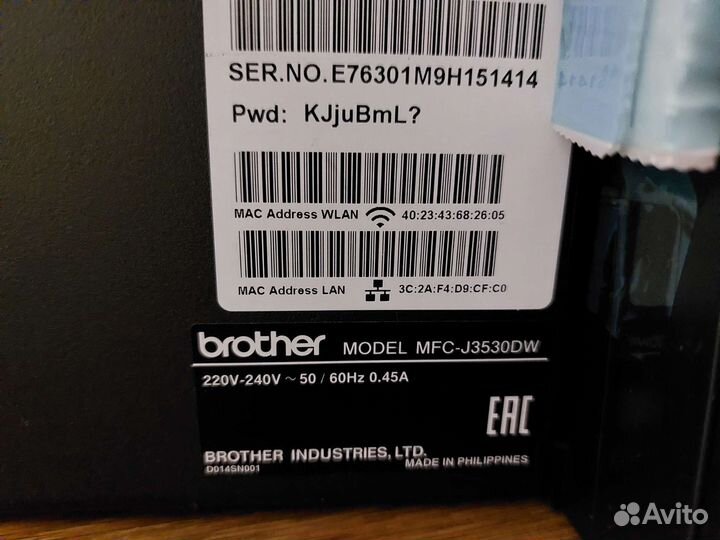 SER.NO.E76301M9H151414
Pwd: KJjuBmL?
MAC Address WLAN 40:23:43:68:26:05
MAC Address LAN 3C:2A:F4:D9:CF:C0
brother MODEL MFC-J3530DW
220V-240V ~ 50 / 60Hz 0.45A
EAC
BROTHER INDUSTRIES, LTD.
D014SN001 MADE IN PHILIPPINES
Avito